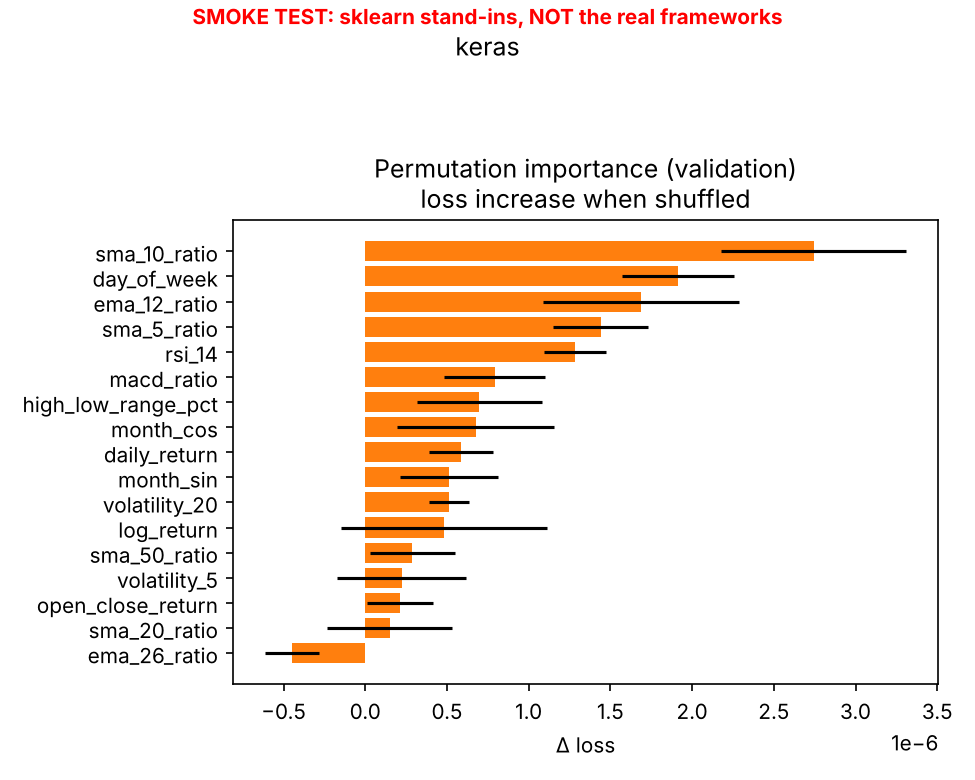 SMOKE TEST: sklearn stand-ins, NOT the real frameworks
keras
Permutation importance (validation)
loss increase when shuffled
sma_10_ratio
day_of_week
ema_12_ratio
sma_5_ratio
rsi_14
macd_ratio
high_low_range_pct
month_cos
daily_return
month_sin
volatility_20
log_return
sma_50_ratio
volatility_5
open_close_return
sma_20_ratio
ema_26_ratio
−0.5 0.0 0.5 1.0 1.5 2.0 2.5 3.0 3.5
Δ loss
1e−6